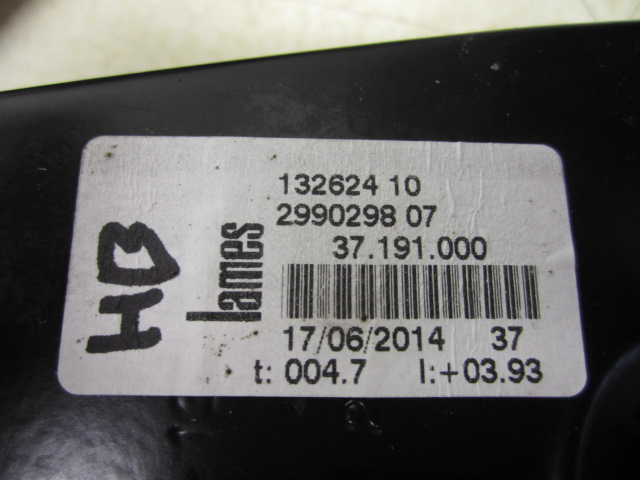 132624 10
2990298 07
37.191.000
17/06/2014 37
t: 004.7 l:+03.93
lames
HB